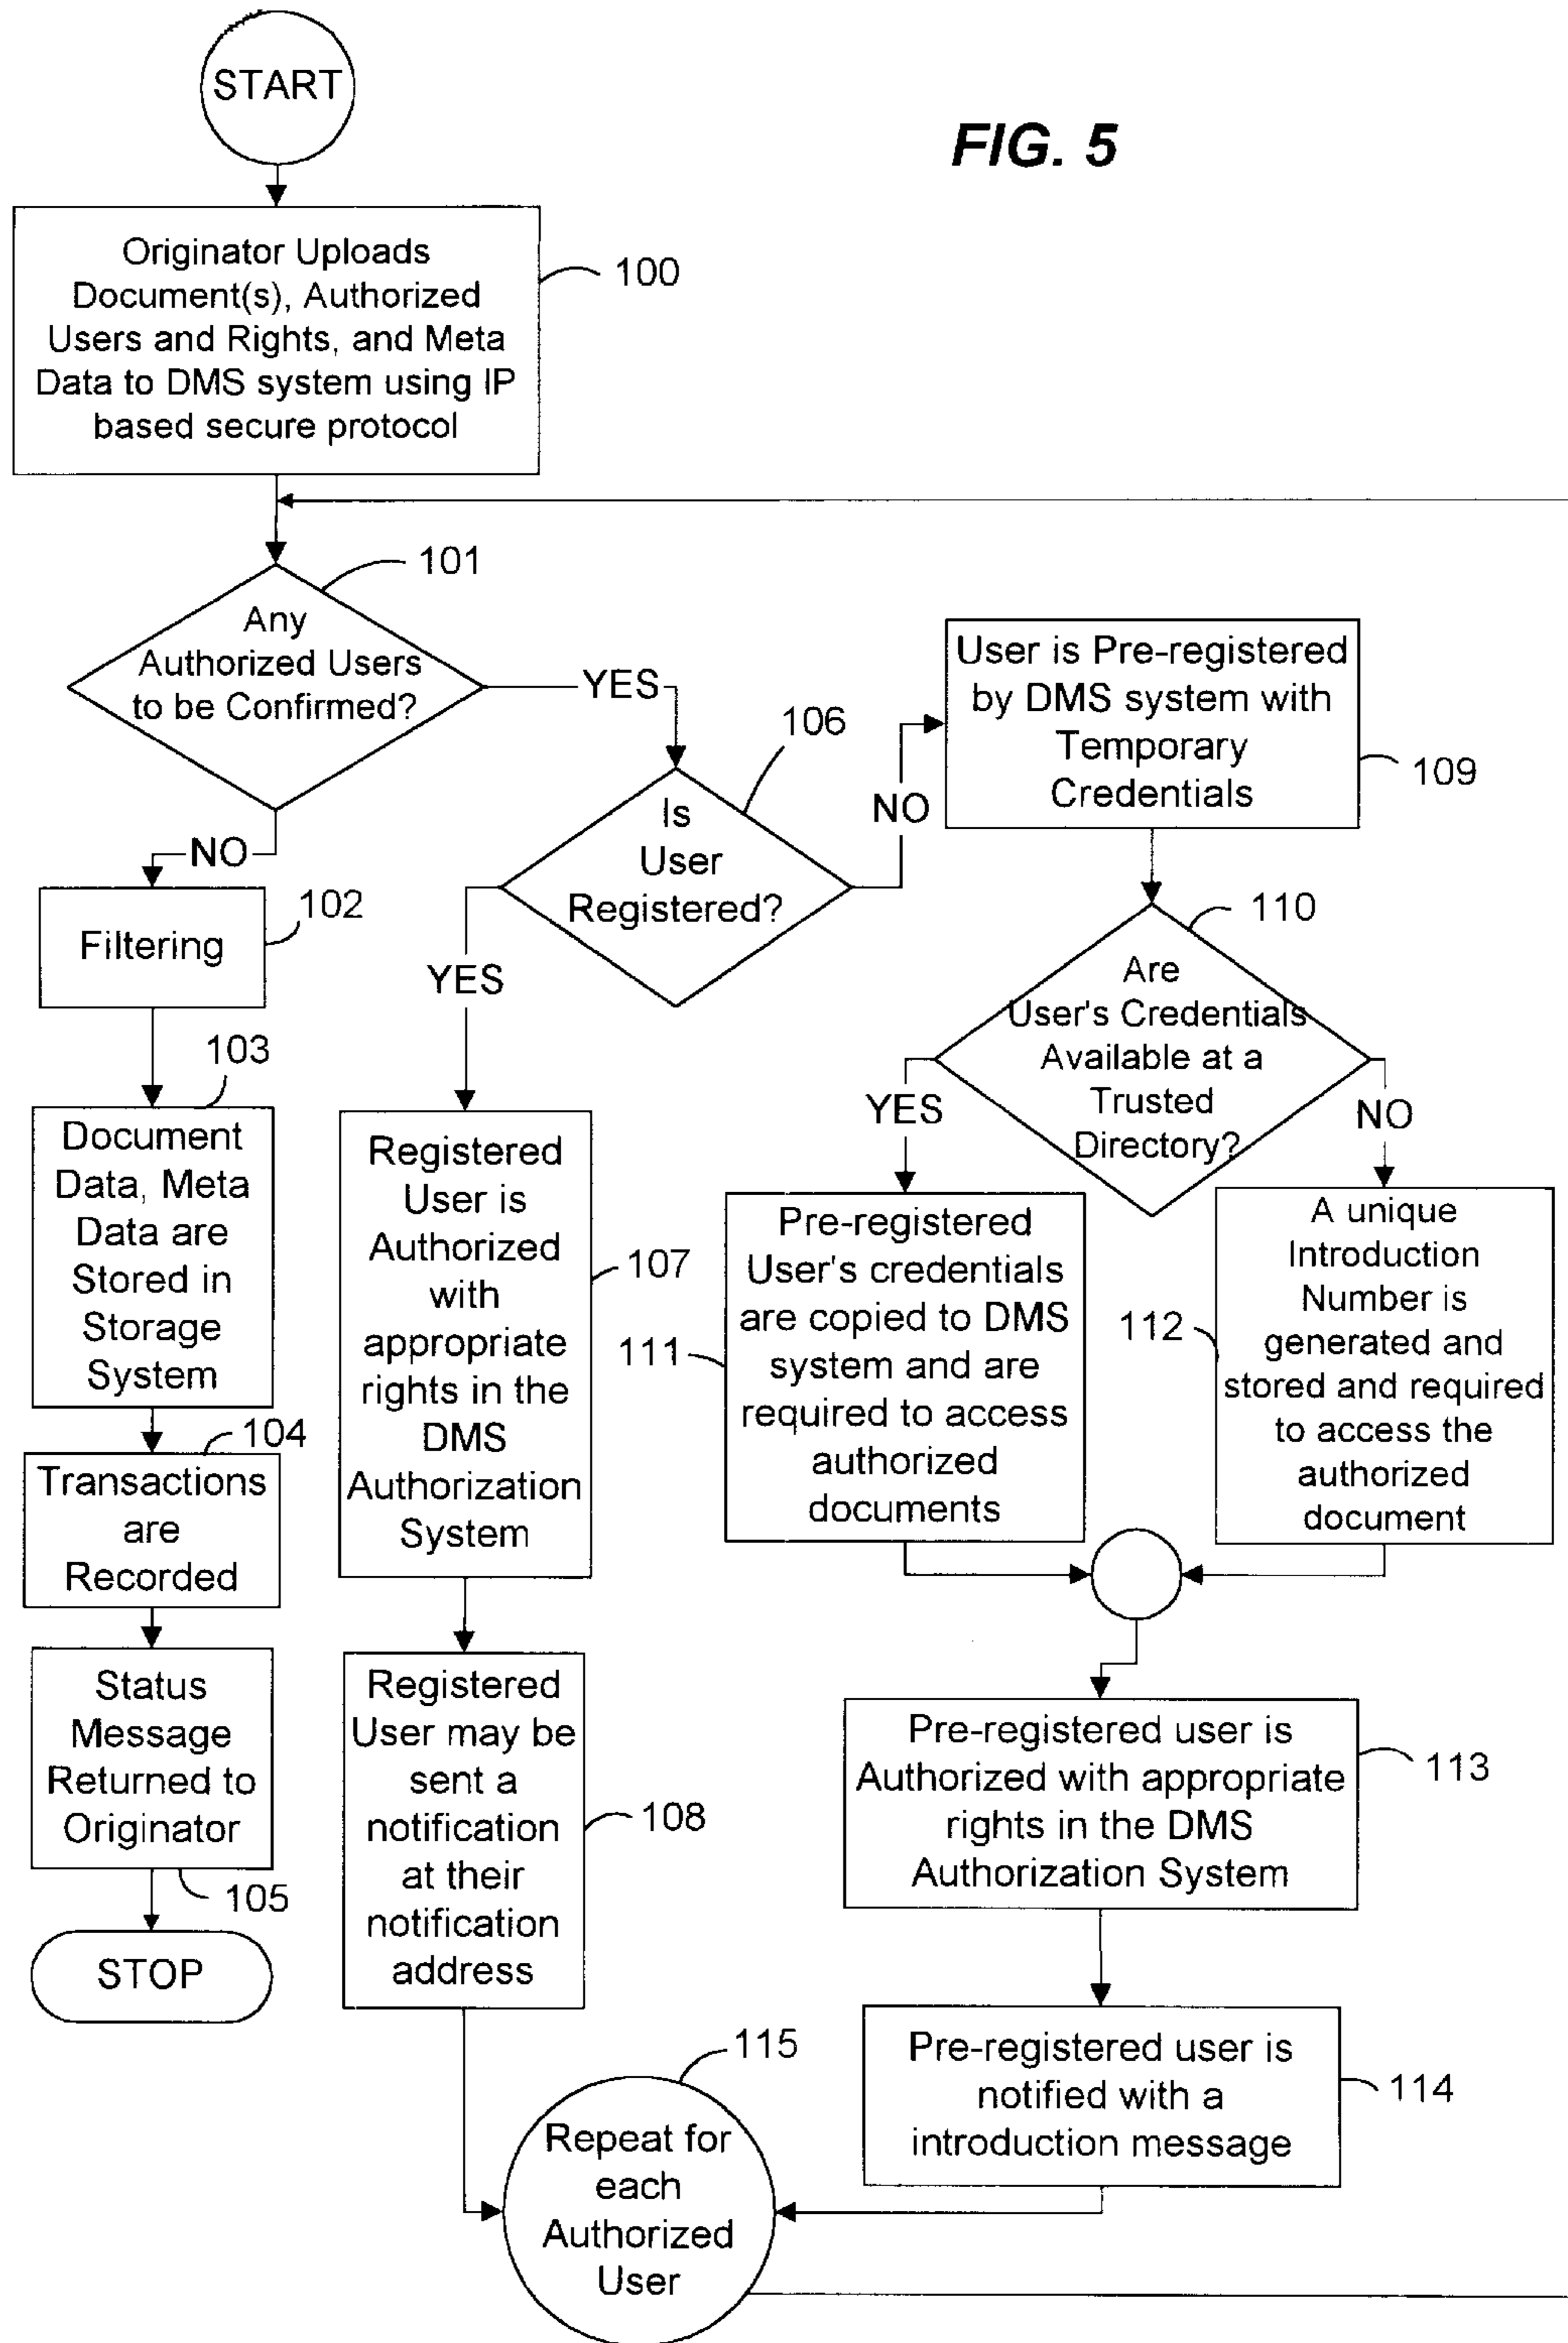 START
FIG. 5
Originator Uploads
Document(s), Authorized
Users and Rights, and Meta
Data to DMS system using IP
based secure protocol
100
101
Any
Authorized Users
to be Confirmed?
YES
NO
106
Is
User
Registered?
NO
YES
User is Pre-registered
by DMS system with
Temporary
Credentials
109
110
Are
User's Credentials
Available at a
Trusted
Directory?
YES
NO
102
Filtering
103
Document
Data, Meta
Data are
Stored in
Storage
System
104
Transactions
are
Recorded
Status
Message
Returned to
Originator
105
STOP
Registered
User is
Authorized
with
appropriate
rights in the
DMS
Authorization
System
107
Registered
User may be
sent a
notification
at their
notification
address
108
Pre-registered
User's credentials
are copied to DMS
system and are
required to access
authorized
documents
111
A unique
Introduction
Number is
generated and
stored and required
to access the
authorized
document
112
Pre-registered user is
Authorized with appropriate
rights in the DMS
Authorization System
113
Pre-registered user is
notified with a
introduction message
114
115
Repeat for
each
Authorized
User